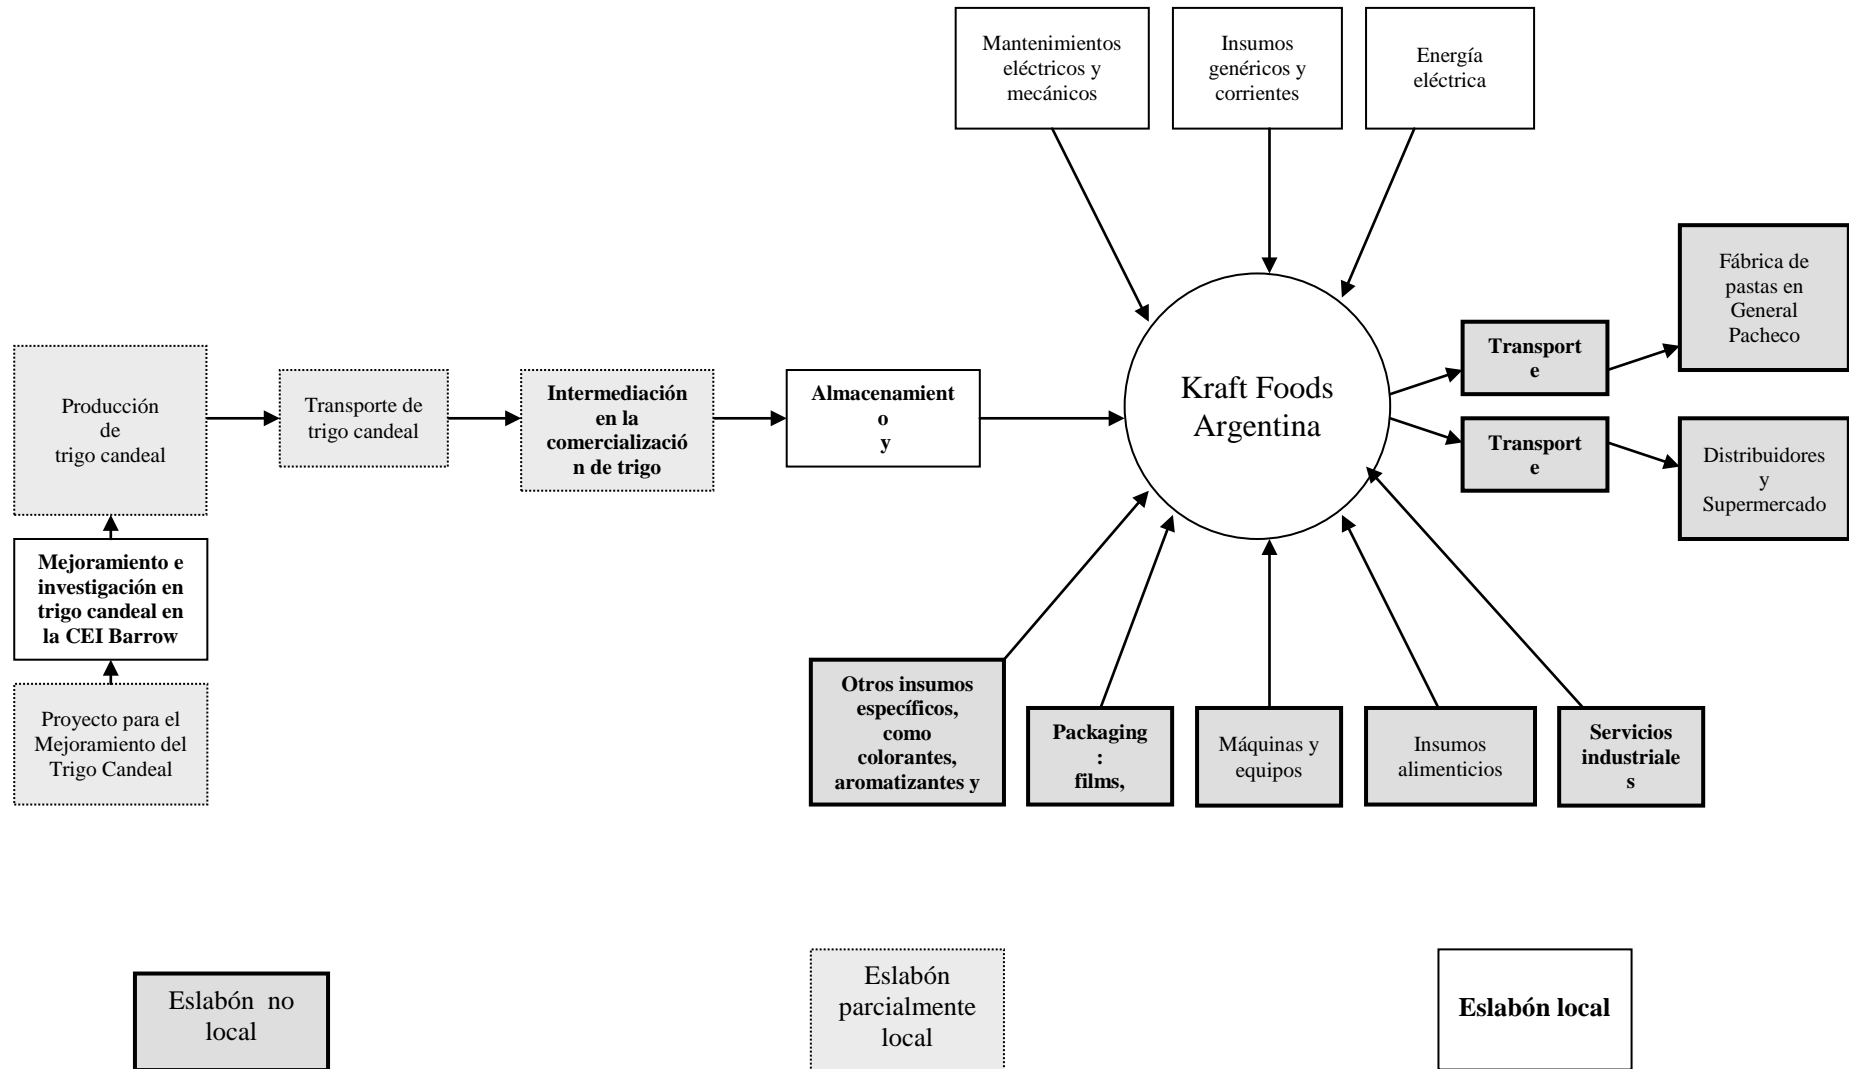 Mantenimientos
eléctricos y
mecánicos
Insumos
genéricos y
corrientes
Energía
eléctrica
Fábrica de
pastas en
General
Pacheco
Transport
e
Producción
de
trigo candeal
Transporte de
trigo candeal
Intermediación
en la
comercializació
n de trigo
Almacenamient
o
y
Kraft Foods
Argentina
Transport
e
Distribuidores
y
Supermercado
Mejoramiento e
investigación en
trigo candeal en
la CEI Barrow
Proyecto para el
Mejoramiento del
Trigo Candeal
Otros insumos
específicos,
como
colorantes,
aromatizantes y
Packaging
:
films,
Máquinas y
equipos
Insumos
alimenticios
Servicios
industriale
s
Eslabón no
local
Eslabón
parcialmente
local
Eslabón local